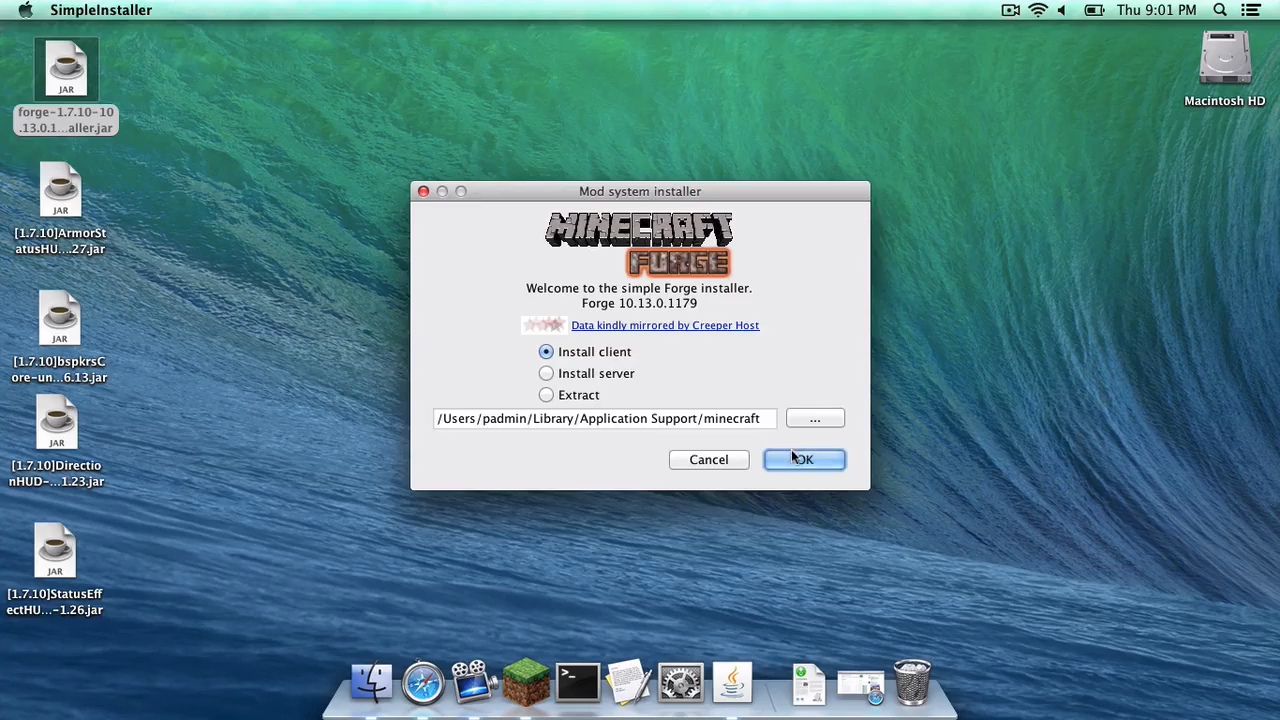 SimpleInstaller
Thu 9:01 PM
JAR
forge-1.7.10-10
.13.0.1...aller.jar
JAR
[1.7.10]ArmorSt
atusHU...27.jar
JAR
[1.7.10]bspkrsC
ore-un...6.13.jar
JAR
[1.7.10]Directio
nHUD-...1.23.jar
JAR
[1.7.10]StatusEff
ectHU...-1.26.jar
Macintosh HD
Mod system installer
MINECRAFT
FORGE
Welcome to the simple Forge installer.
Forge 10.13.0.1179
Data kindly mirrored by Creeper Host
Install client
Install server
Extract
/Users/padmin/Library/Application Support/minecraft
...
Cancel
OK